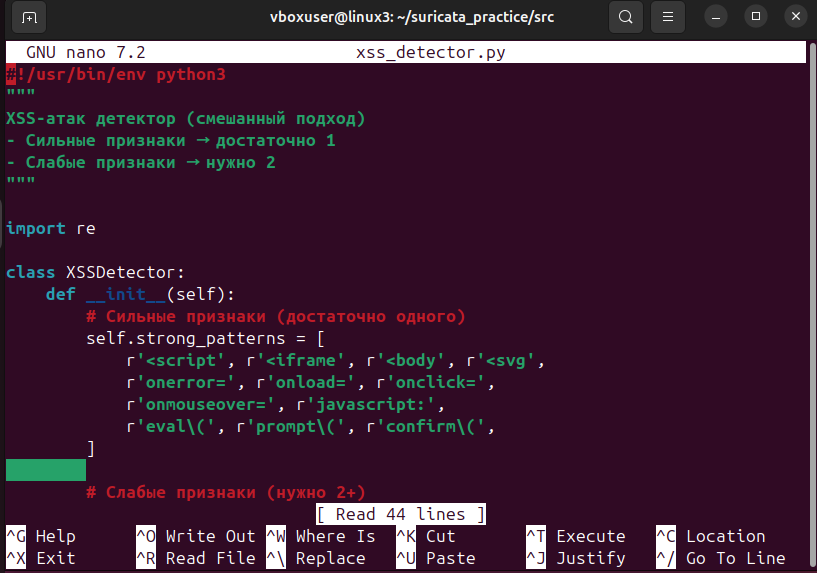 vboxuser@linux3: ~/suricata_practice/src
GNU nano 7.2 xss_detector.py
#!/usr/bin/env python3
"""
XSS-атак детектор (смешанный подход)
- Сильные признаки → достаточно 1
- Слабые признаки → нужно 2
"""
import re
class XSSDetector:
def __init__(self):
# Сильные признаки (достаточно одного)
self.strong_patterns = [
r'<script', r'<iframe', r'<body', r'<svg',
r'onerror=', r'onload=', r'onclick=',
r'onmouseover=', r'javascript:',
r'eval\(', r'prompt\(', r'confirm\(',
]
# Слабые признаки (нужно 2+)
[ Read 44 lines ]
^G Help ^O Write Out ^W Where Is ^K Cut ^T Execute ^C Location
^X Exit ^R Read File ^\ Replace ^U Paste ^J Justify ^/ Go To Line